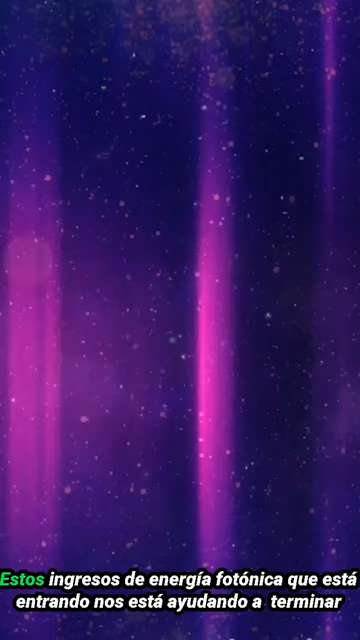 Estos ingresos de energía fotónica que está
entrando nos está ayudando a terminar